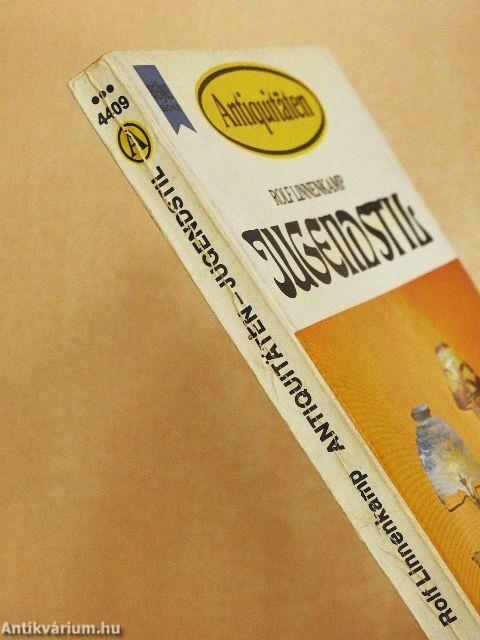 4409
A
Rolf Linnenkamp ANTIQUITÄTEN – JUGENDSTIL
Antiquitäten
ROLF LINNENKAMP
JUGENDSTIL
Antikvárium.hu